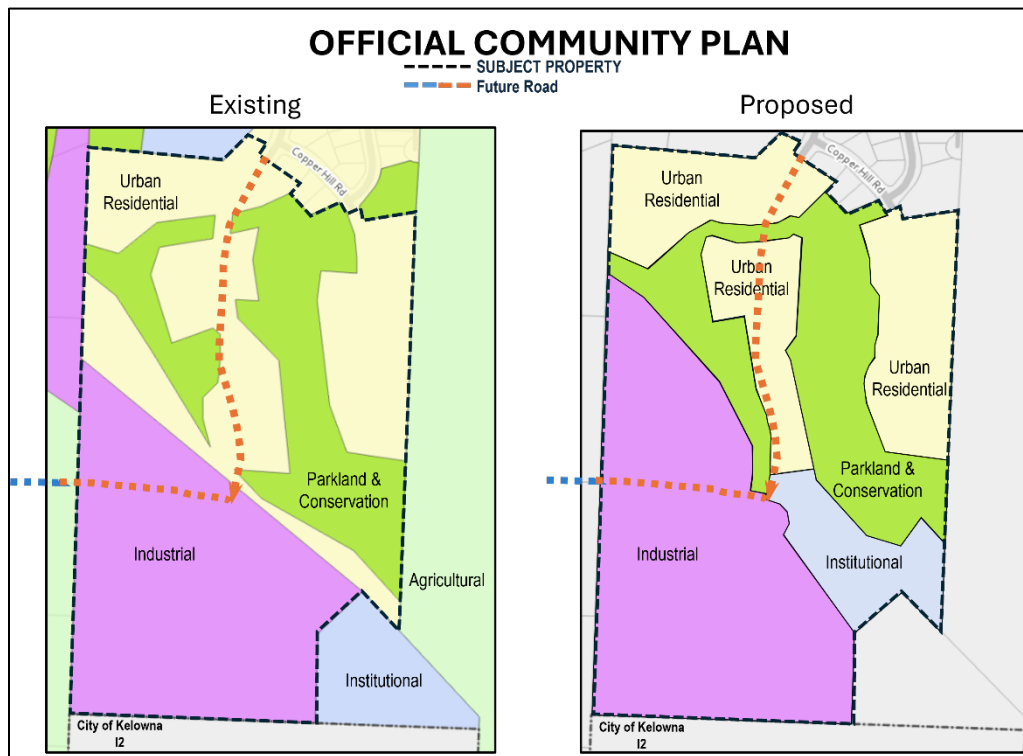 OFFICIAL COMMUNITY PLAN
SUBJECT PROPERTY
Future Road
Existing
Copper Hill Rd
Urban
Residential
Parkland &
Conservation
Industrial
Agricultural
Institutional
City of Kelowna
I2
Proposed
Copper Hill Rd
Urban
Residential
Urban
Residential
Urban
Residential
Parkland &
Conservation
Industrial
Institutional
City of Kelowna
I2